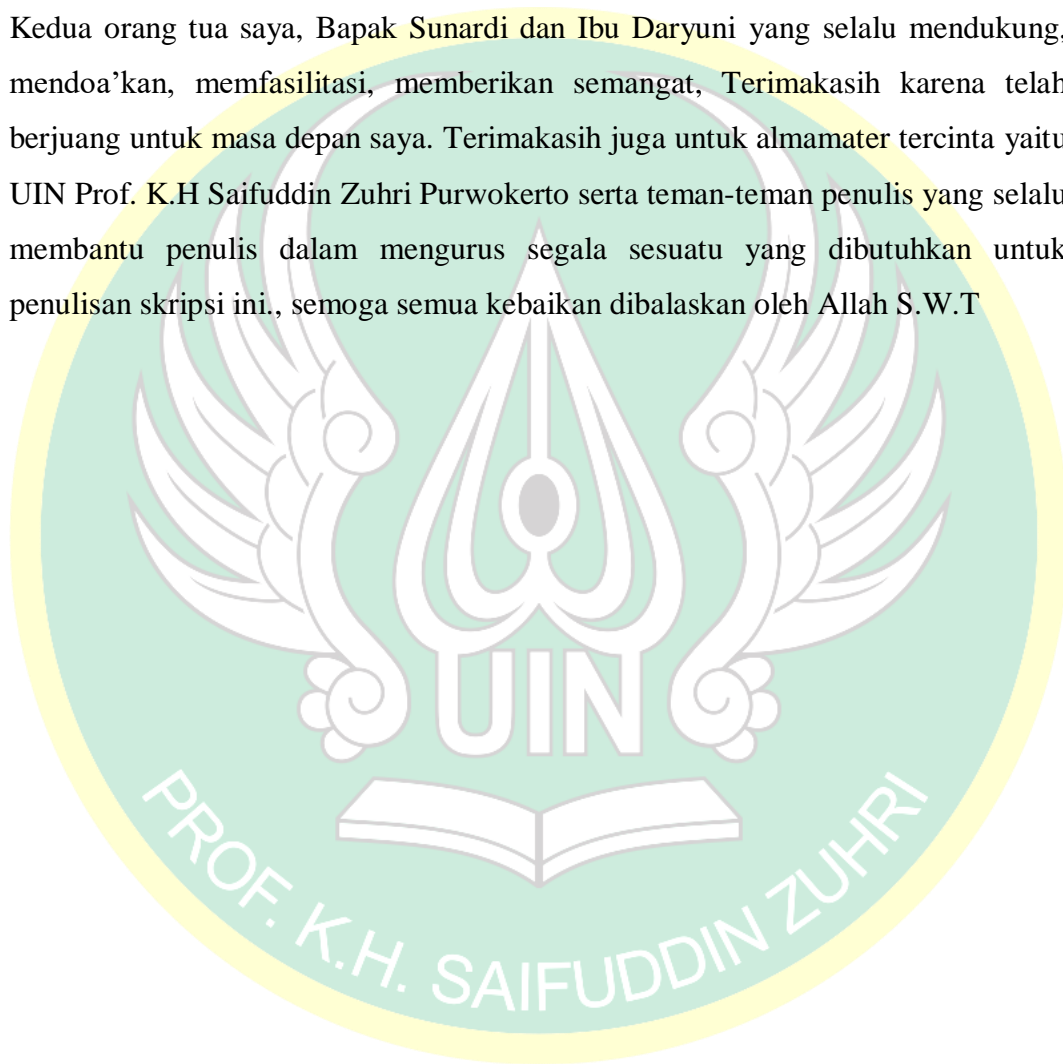 Kedua orang tua saya, Bapak Sunardi dan Ibu Daryuni yang selalu mendukung,
mendoa’kan, memfasilitasi, memberikan semangat, Terimakasih karena telah
berjuang untuk masa depan saya. Terimakasih juga untuk almamater tercinta yaitu
UIN Prof. K.H Saifuddin Zuhri Purwokerto serta teman-teman penulis yang selalu
membantu penulis dalam mengurus segala sesuatu yang dibutuhkan untuk
penulisan skripsi ini., semoga semua kebaikan dibalaskan oleh Allah S.W.T
UIN
PROF. K.H. SAIFUDDIN ZUHRI